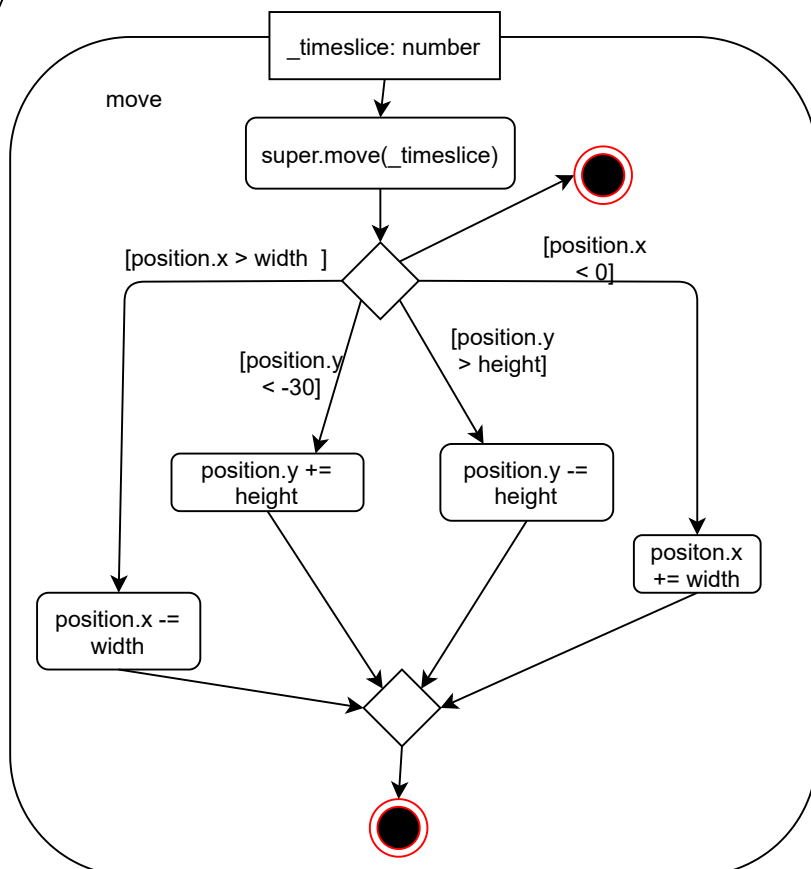 _timeslice: number
move
super.move(_timeslice)
[position.x > width  ]
[position.x
< 0]
[position.y
< -30]
[position.y
> height]
position.y +=
height
position.y -=
height
positon.x
+= width
position.x -=
width